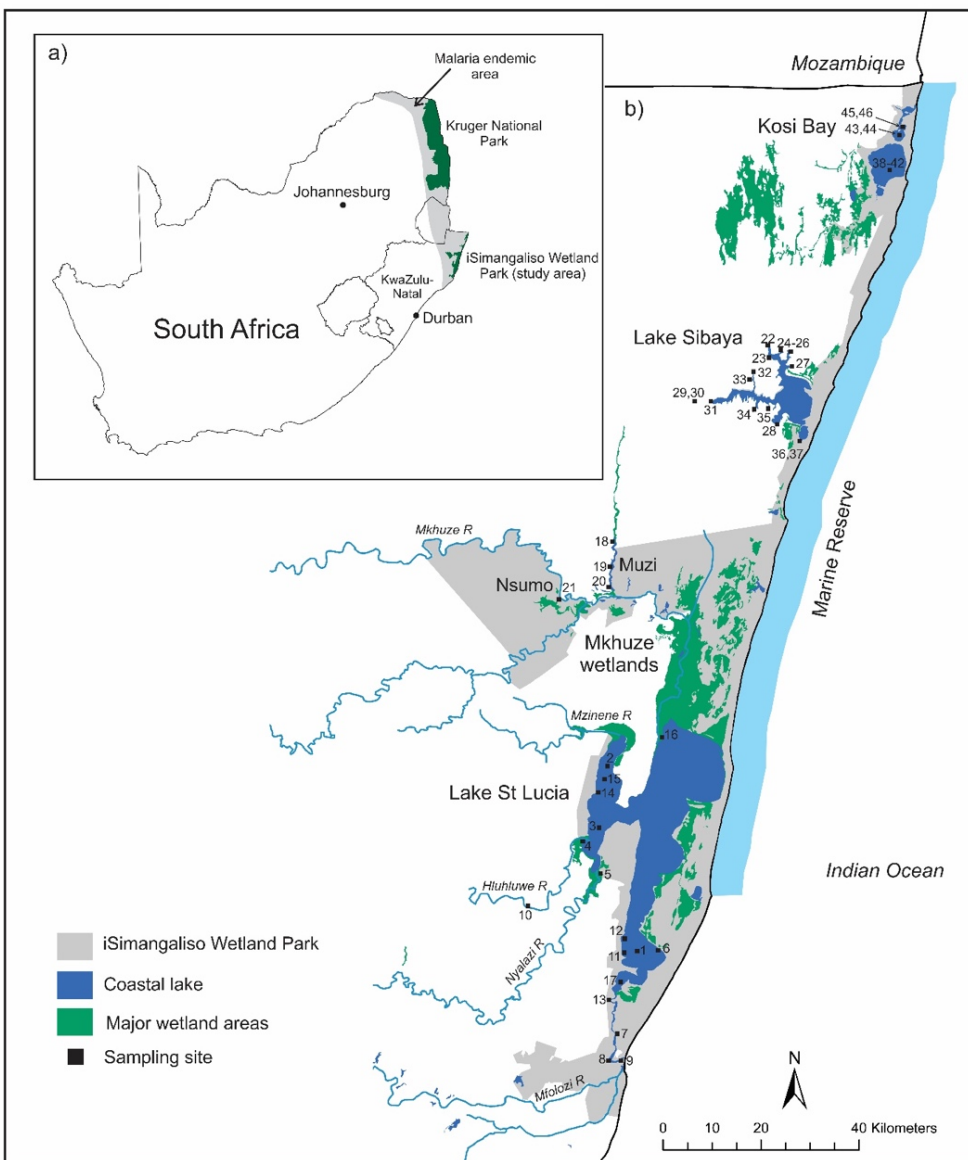 a)
Malaria endemic
area
Kruger National
Park
Johannesburg
iSimangaliso Wetland
Park (study area)
KwaZulu-
Natal
South Africa
Durban
Mozambique
b)
45,46
Kosi Bay
43,44
38-42
Lake Sibaya
22
24-26
23
32
27
33
29,30
31
34
35
28
36,37
Marine Reserve
Mkhuze R
18
19
Muzi
20
Nsumo
21
Mkhuze
wetlands
Mzinene R
16
2
15
Lake St Lucia
14
3
4
5
Indian Ocean
Hluhluwe R
10
Nyalazi R
12
11
1
6
17
13
7
8
9
Mfolozi R
iSimangaliso Wetland Park
Coastal lake
Major wetland areas
Sampling site
N
0 10 20 40 Kilometers